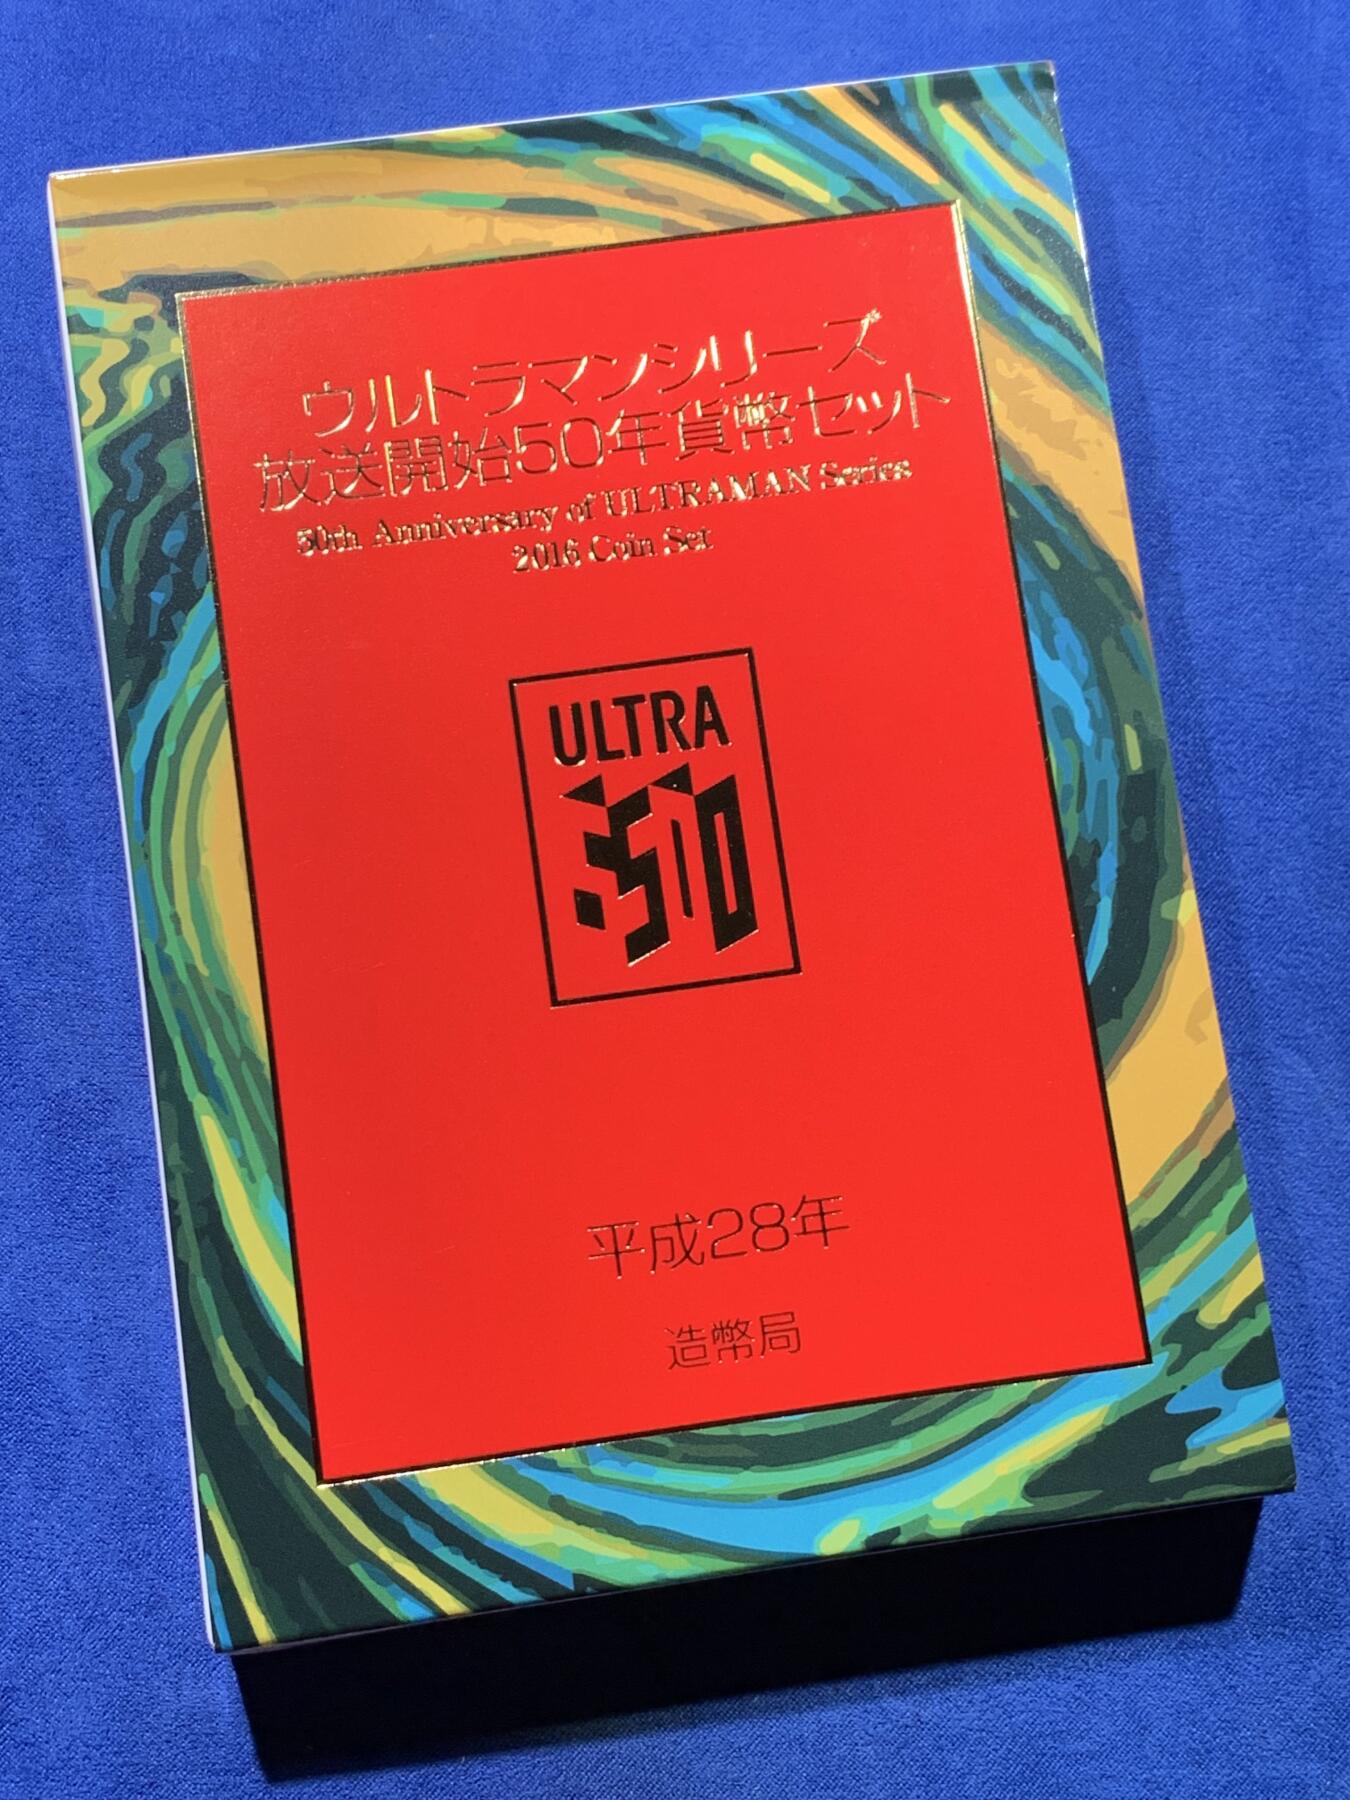 ウルトラマンシリーズ
放送開始50年貨幣セット
50th Anniversary of ULTRAMAN Series
2016 Coin Set
ULTRA
50
平成28年
造幣局